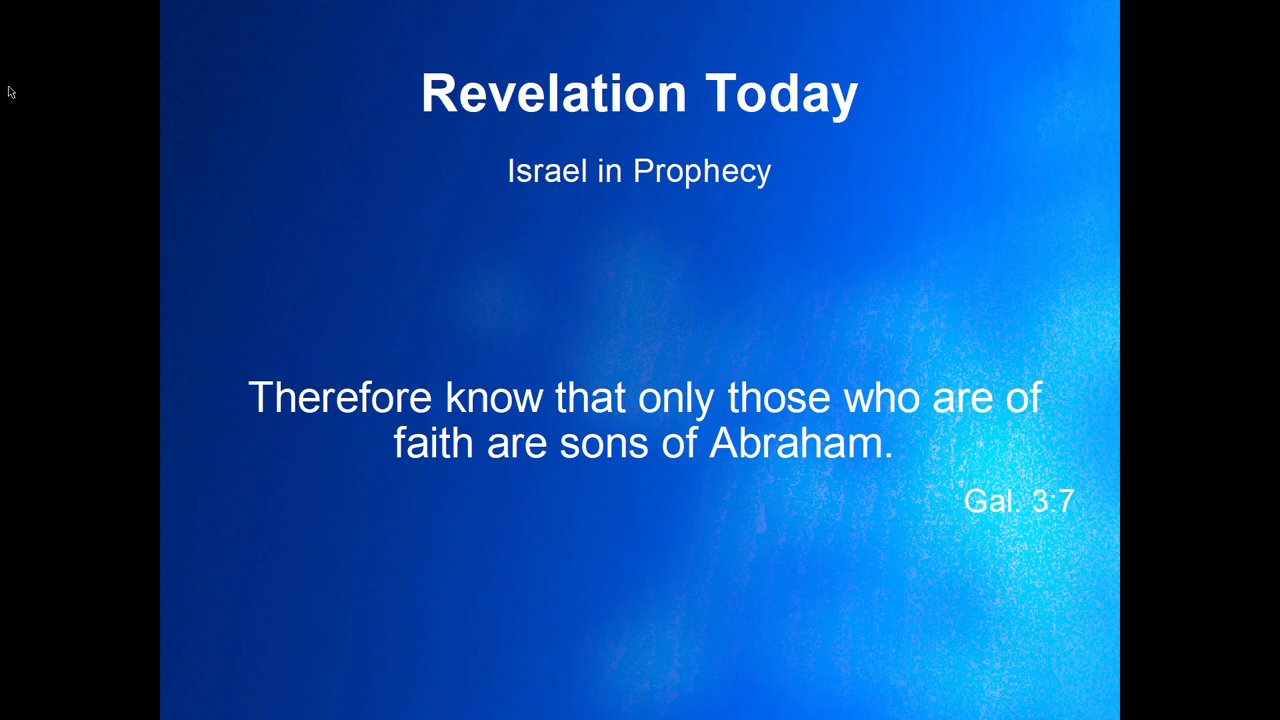 Revelation Today
Israel in Prophecy
Therefore know that only those who are of
faith are sons of Abraham.
Gal. 3:7